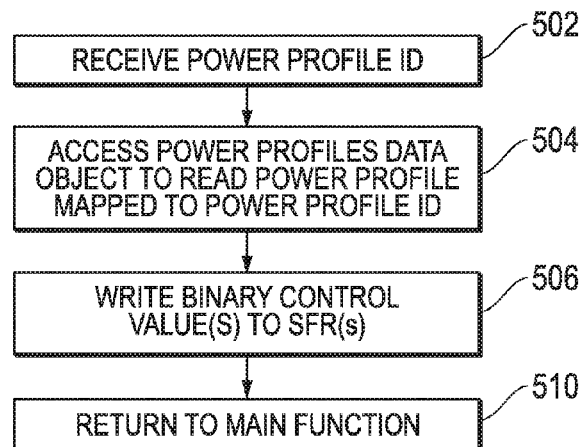 502
RECEIVE POWER PROFILE ID
504
ACCESS POWER PROFILES DATA
OBJECT TO READ POWER PROFILE
MAPPED TO POWER PROFILE ID
506
WRITE BINARY CONTROL
VALUE(S) TO SFR(s)
510
RETURN TO MAIN FUNCTION